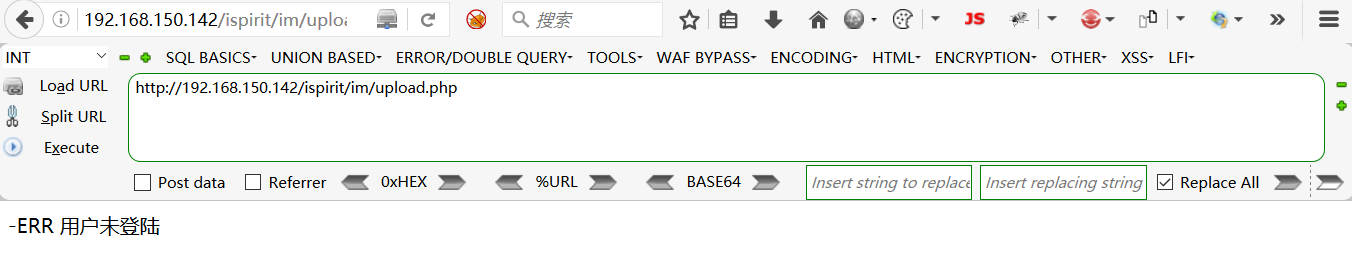 192.168.150.142/ispirit/im/uploa
搜索
JS
INT
SQL BASICS UNION BASED ERROR/DOUBLE QUERY TOOLS WAF BYPASS ENCODING HTML ENCRYPTION OTHER XSS LFI
Load URL
http://192.168.150.142/ispirit/im/upload.php
Split URL
Execute
Post data Referrer 0xHEX %URL BASE64 Insert string to replace Insert replacing string Replace All
-ERR 用户未登陆